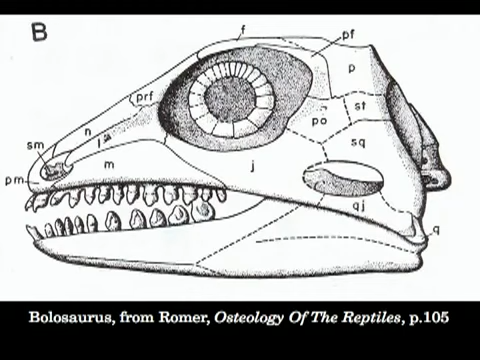 B
f
pf
p
prf
st
po
n
l
sq
sm
m
j
pm
qj
q
Bolosaurus, from Romer, Osteology Of The Reptiles, p.105